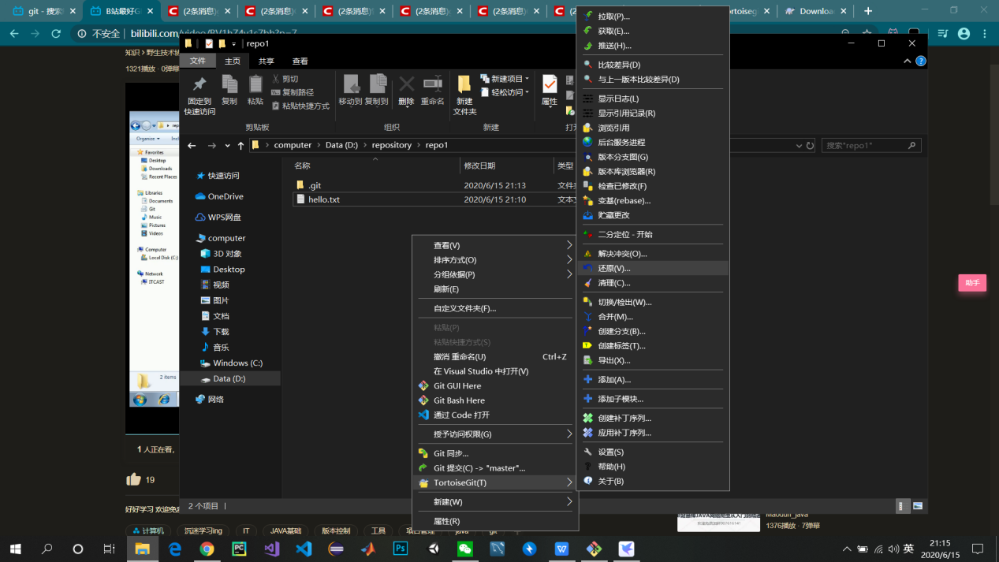 git - 搜索
B站最好G
(2条消息)
(2条消息)
(2条消息)
(2条消息)
(2条消息)
(2
ortoiseg
Downloa
不安全
bilibili.com/video/BV1h74y1s7bh?p=7
知识 > 野生技术
1321播放 · 0弹
repo1
文件
主页
共享
查看
固定到
快速访问
复制
粘贴
剪切
复制路径
粘贴快捷方式
剪贴板
移动到
复制到
删除
重命名
组织
新建
文件夹
新建项目
轻松访问
新建
属性
打
computer
Data (D:)
repository
repo1
搜索"repo1"
名称
修改日期
类型
.git
2020/6/15 21:13
文件
hello.txt
2020/6/15 21:10
文本
快速访问
OneDrive
WPS网盘
computer
3D 对象
Desktop
视频
图片
文档
下载
音乐
Windows (C:)
Data (D:)
网络
2 个项目
rep
Organize
Incl
Favorites
Desktop
Downloads
Recent Places
Libraries
Documents
Git
Music
Pictures
Videos
Computer
Local Disk (C:)
Network
ITCAST
2 items
1 人正在看,
19
好好学习 欢迎免
计算机
沉迷学习ing
IT
JAVA基础
版本控制
工具
项目管理
java
git
查看(V)
排序方式(O)
分组依据(P)
刷新(E)
自定义文件夹(F)...
粘贴(P)
粘贴快捷方式(S)
撤消 重命名(U)
Ctrl+Z
在 Visual Studio 中打开(V)
Git GUI Here
Git Bash Here
通过 Code 打开
授予访问权限(G)
Git 同步...
Git 提交(C) -> "master"...
TortoiseGit(T)
新建(W)
属性(R)
拉取(P)...
获取(E)...
推送(H)...
比较差异(D)
与上一版本比较差异(D)
显示日志(L)
显示引用记录(R)
浏览引用
后台服务进程
版本分支图(G)
版本库浏览器(R)
检查已修改(F)
变基(rebase)...
贮藏更改
二分定位 - 开始
解决冲突(O)...
还原(V)...
清理(C)...
切换/检出(W)...
合并(M)...
创建分支(B)...
创建标签(T)...
导出(X)...
添加(A)...
添加子模块...
创建补丁序列...
应用补丁序列...
设置(S)
帮助(H)
关于(B)
助手
Maodun_java
1376播放 · 7弹幕
英
21:15
2020/6/15